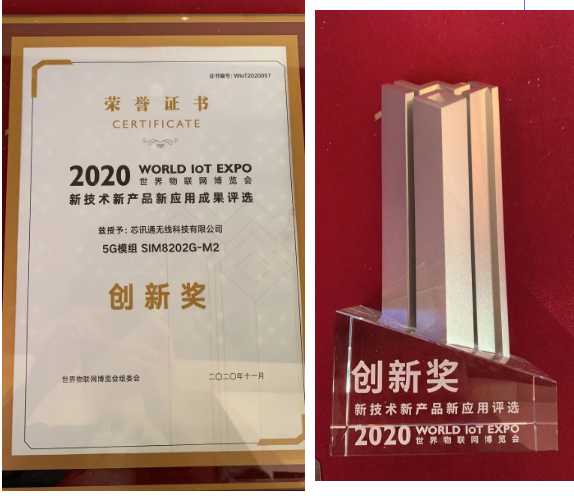 证书编号：WIoT2020057
荣誉证书
CERTIFICATE
2020 WORLD IoT EXPO
世界物联网博览会
新技术新产品新应用成果评选
兹授予：芯讯通无线科技有限公司
5G模组 SIM8202G-M2
创新奖
世界物联网博览会组委会
二〇二〇年十一月
创新奖
新技术新产品新应用评选
2020 WORLD IoT EXPO
世界物联网博览会